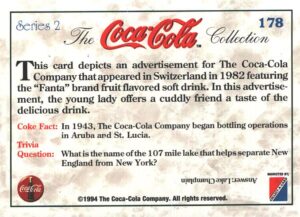 Series 2
178
The Coca-Cola Collection
This card depicts an advertisement for The Coca-Cola
Company that appeared in Switzerland in 1982 featuring
the "Fanta" brand fruit flavored soft drink. In this advertise-
ment, the young lady offers a cuddly friend a taste of the
delicious drink.
Coke Fact: In 1943, The Coca-Cola Company began bottling operations
in Aruba and St. Lucia.
Trivia
Question: What is the name of the 107 mile lake that helps separate New
England from New York?
Answer: Lake Champlain
Coca-Cola
©1994 The Coca-Cola Company. All rights reserved.